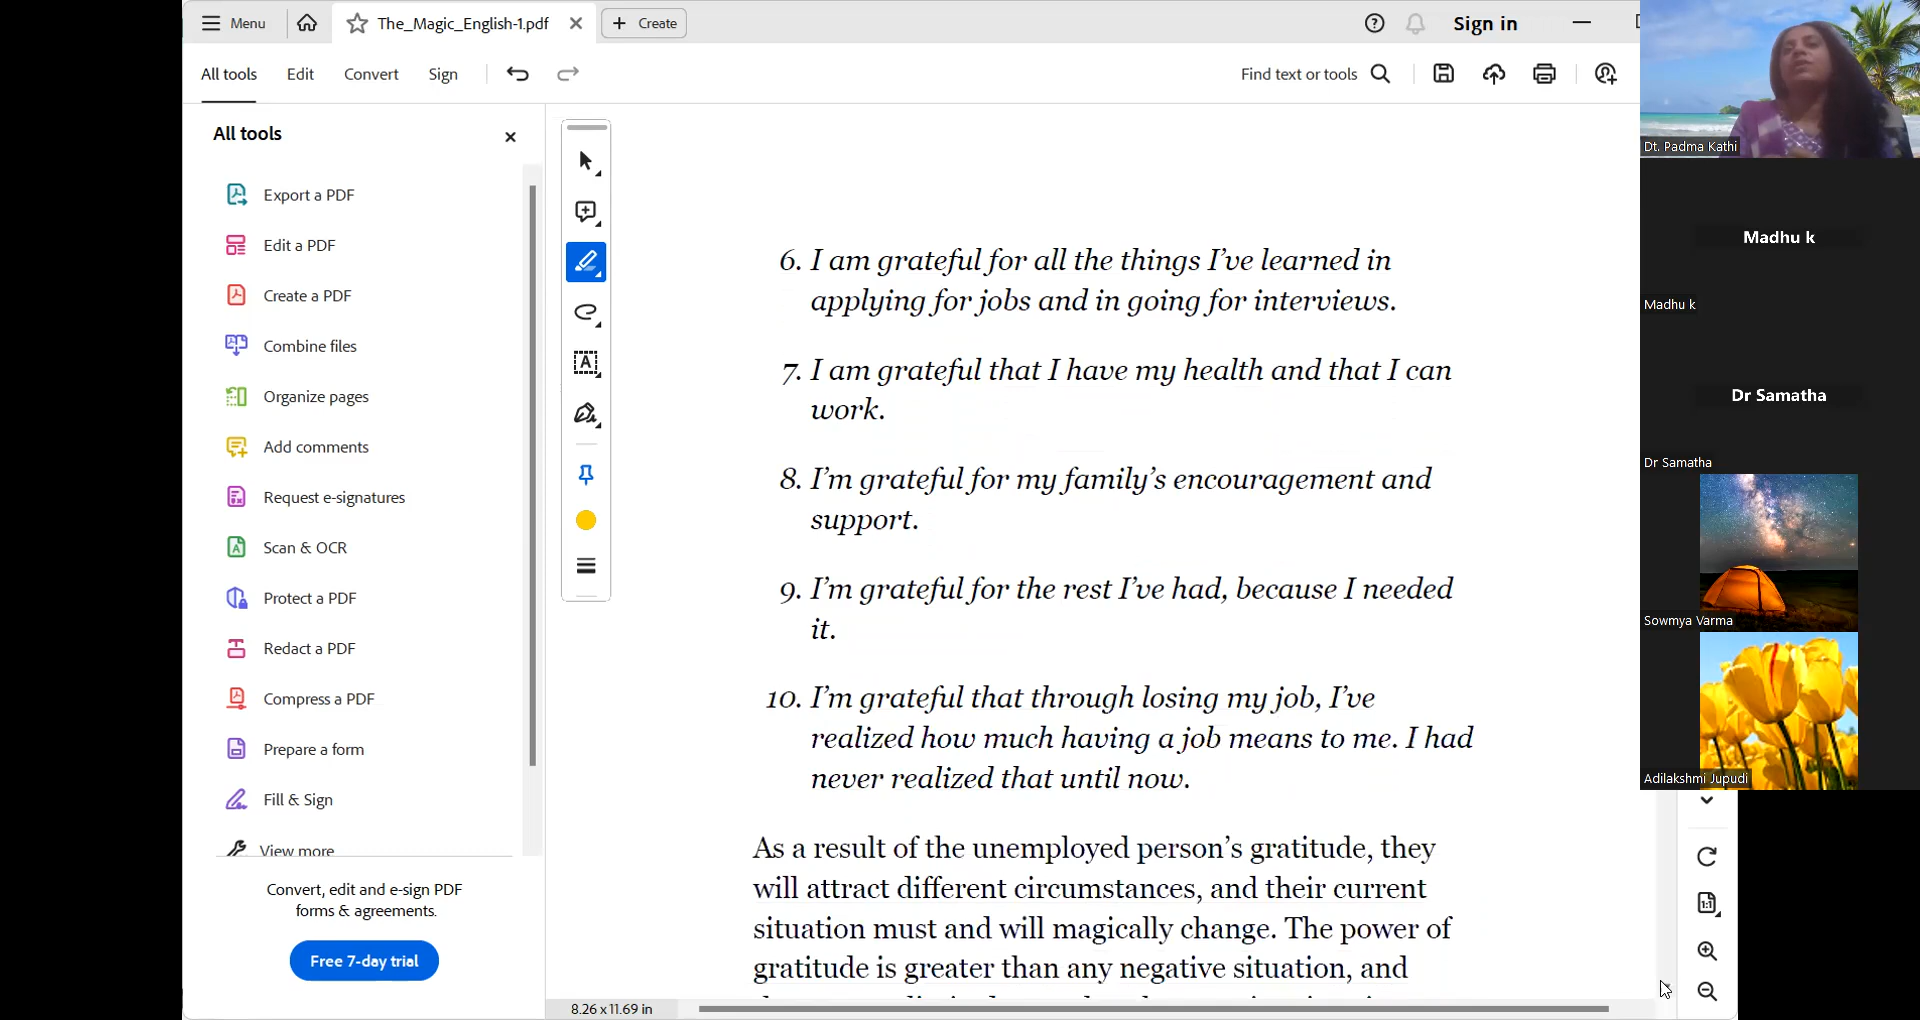 Menu
The_Magic_English-1.pdf
Create
Sign in
All tools
Edit
Convert
Sign
Find text or tools
All tools
Export a PDF
Edit a PDF
Create a PDF
Combine files
Organize pages
Add comments
Request e-signatures
Scan & OCR
Protect a PDF
Redact a PDF
Compress a PDF
Prepare a form
Fill & Sign
View more
Convert, edit and e-sign PDF
forms & agreements.
Free 7-day trial
6. I am grateful for all the things I've learned in
applying for jobs and in going for interviews.
7. I am grateful that I have my health and that I can
work.
8. I'm grateful for my family's encouragement and
support.
9. I'm grateful for the rest I've had, because I needed
it.
10. I'm grateful that through losing my job, I've
realized how much having a job means to me. I had
never realized that until now.
As a result of the unemployed person's gratitude, they
will attract different circumstances, and their current
situation must and will magically change. The power of
gratitude is greater than any negative situation, and
8.26 x 11.69 in
Dt. Padma Kathi
Madhu k
Madhu k
Dr Samatha
Dr Samatha
Sowmya Varma
Adilakshmi Jupudi